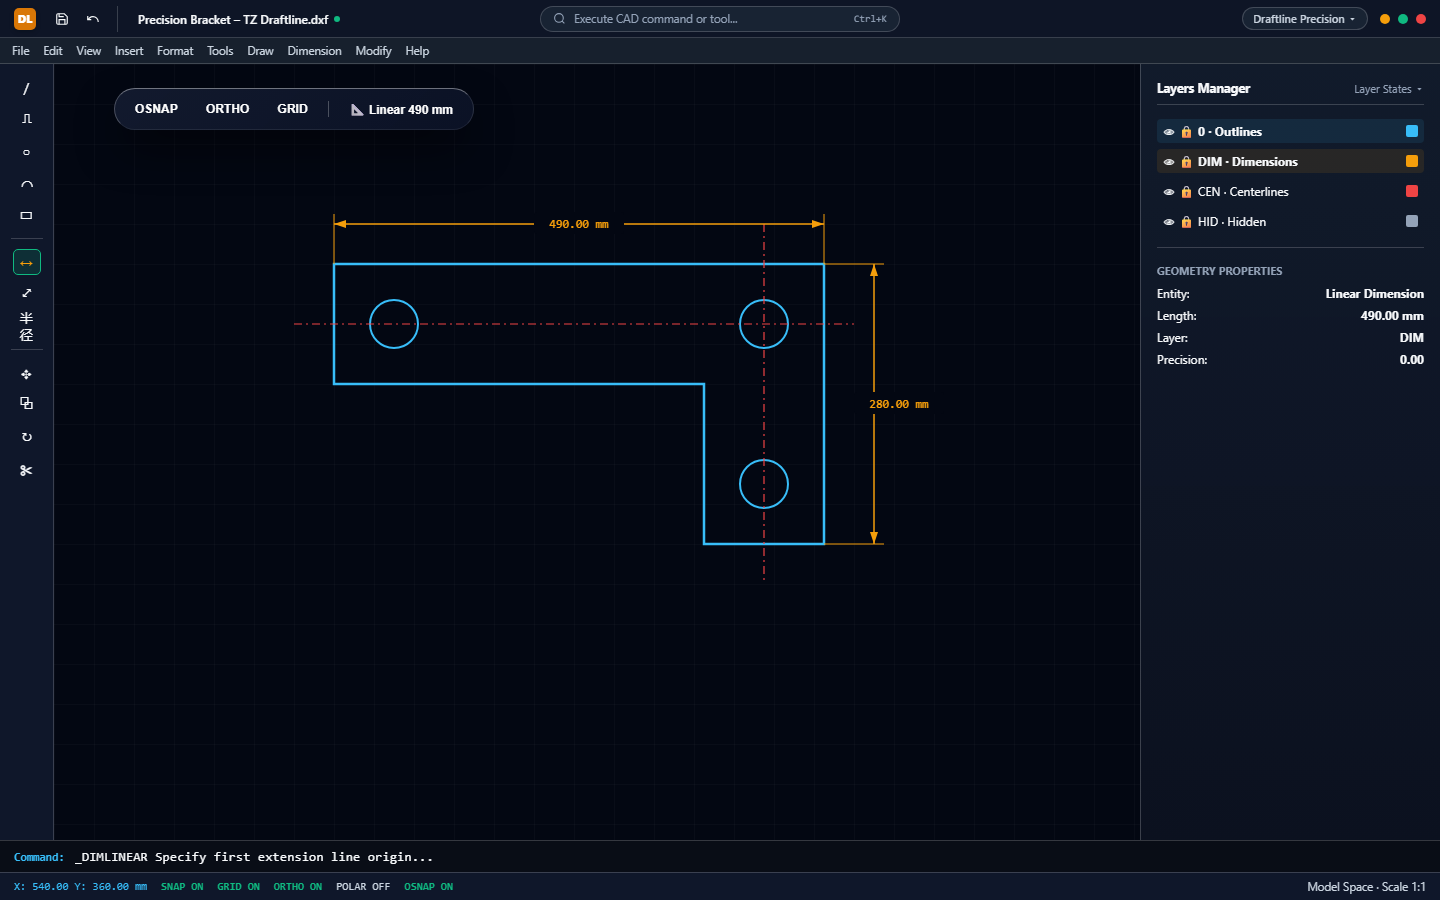 DL
Precision Bracket – TZ Draftline.dxf
Execute CAD command or tool...
Ctrl+K
Draftline Precision
File Edit View Insert Format Tools Draw Dimension Modify Help
OSNAP ORTHO GRID Linear 490 mm
490.00 mm
280.00 mm
半
径
Layers Manager
Layer States
0 · Outlines
DIM · Dimensions
CEN · Centerlines
HID · Hidden
GEOMETRY PROPERTIES
Entity: Linear Dimension
Length: 490.00 mm
Layer: DIM
Precision: 0.00
Command: _DIMLINEAR Specify first extension line origin...
X: 540.00 Y: 360.00 mm SNAP ON GRID ON ORTHO ON POLAR OFF OSNAP ON
Model Space · Scale 1:1